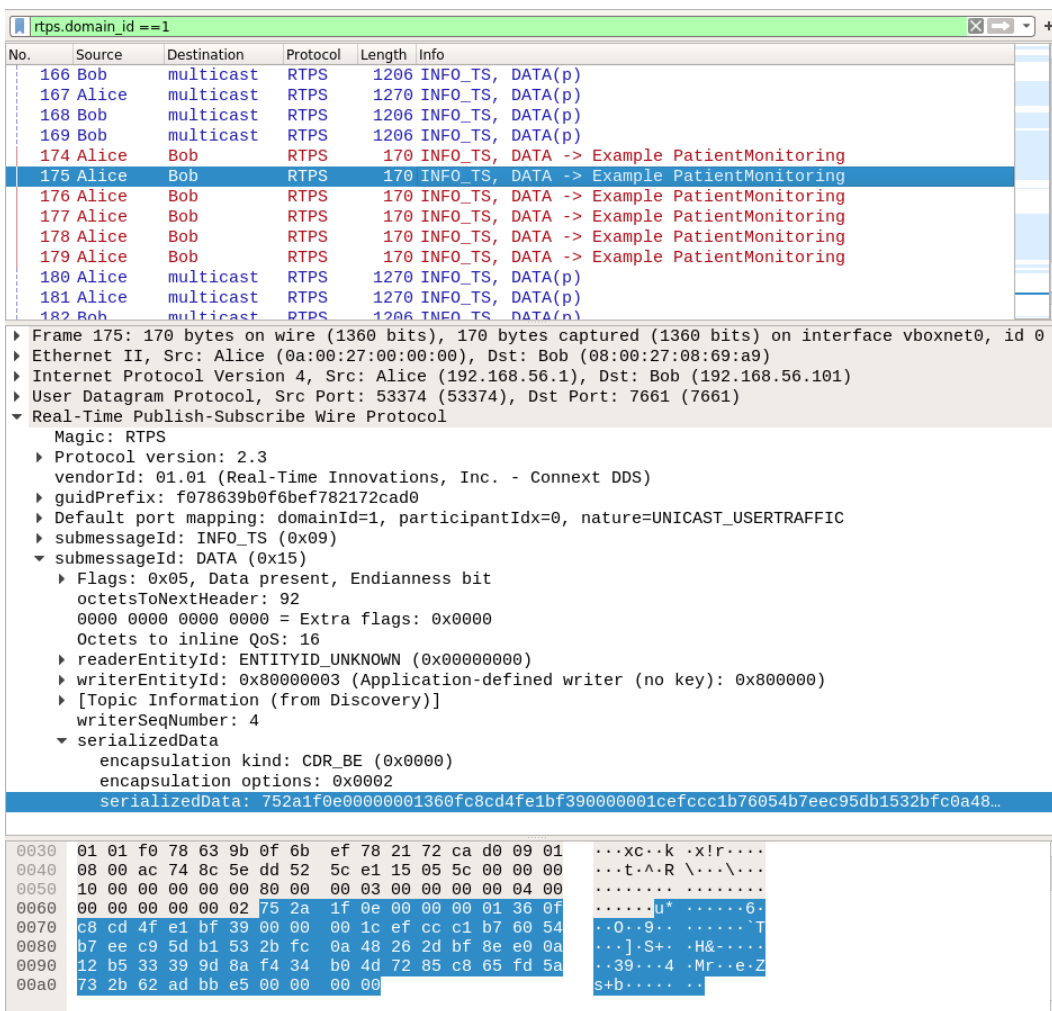 rtps.domain_id ==1
No. Source Destination Protocol Length Info
166 Bob multicast RTPS 1206 INFO_TS, DATA(p)
167 Alice multicast RTPS 1270 INFO_TS, DATA(p)
168 Bob multicast RTPS 1206 INFO_TS, DATA(p)
169 Bob multicast RTPS 1206 INFO_TS, DATA(p)
174 Alice Bob RTPS 170 INFO_TS, DATA -> Example PatientMonitoring
175 Alice Bob RTPS 170 INFO_TS, DATA -> Example PatientMonitoring
176 Alice Bob RTPS 170 INFO_TS, DATA -> Example PatientMonitoring
177 Alice Bob RTPS 170 INFO_TS, DATA -> Example PatientMonitoring
178 Alice Bob RTPS 170 INFO_TS, DATA -> Example PatientMonitoring
179 Alice Bob RTPS 170 INFO_TS, DATA -> Example PatientMonitoring
180 Alice multicast RTPS 1270 INFO_TS, DATA(p)
181 Alice multicast RTPS 1270 INFO_TS, DATA(p)
182 Bob multicast RTPS 1206 INFO_TS, DATA(p)
Frame 175: 170 bytes on wire (1360 bits), 170 bytes captured (1360 bits) on interface vboxnet0, id 0
Ethernet II, Src: Alice (0a:00:27:00:00:00), Dst: Bob (08:00:27:08:69:a9)
Internet Protocol Version 4, Src: Alice (192.168.56.1), Dst: Bob (192.168.56.101)
User Datagram Protocol, Src Port: 53374 (53374), Dst Port: 7661 (7661)
Real-Time Publish-Subscribe Wire Protocol
Magic: RTPS
Protocol version: 2.3
vendorId: 01.01 (Real-Time Innovations, Inc. - Connext DDS)
guidPrefix: f078639b0f6bef782172cad0
Default port mapping: domainId=1, participantIdx=0, nature=UNICAST_USERTRAFFIC
submessageId: INFO_TS (0x09)
submessageId: DATA (0x15)
Flags: 0x05, Data present, Endianness bit
octetsToNextHeader: 92
0000 0000 0000 0000 = Extra flags: 0x0000
Octets to inline QoS: 16
readerEntityId: ENTITYID_UNKNOWN (0x00000000)
writerEntityId: 0x80000003 (Application-defined writer (no key): 0x800000)
[Topic Information (from Discovery)]
writerSeqNumber: 4
serializedData
encapsulation kind: CDR_BE (0x0000)
encapsulation options: 0x0002
serializedData: 752a1f0e00000001360fc8cd4fe1bf390000001cefccc1b76054b7eec95db1532bfc0a48…
0030 01 01 f0 78 63 9b 0f 6b ef 78 21 72 ca d0 09 01 ···xc··k ·x!r····
0040 08 00 ac 74 8c 5e dd 52 5c e1 15 05 5c 00 00 00 ···t·^·R \···\···
0050 10 00 00 00 00 00 80 00 00 03 00 00 00 00 04 00 ········ ········
0060 00 00 00 00 00 02 75 2a 1f 0e 00 00 00 01 36 0f ······u* ······6·
0070 c8 cd 4f e1 bf 39 00 00 00 1c ef cc c1 b7 60 54 ··O··9·· ······`T
0080 b7 ee c9 5d b1 53 2b fc 0a 48 26 2d bf 8e e0 0a ···]·S+· ·H&-····
0090 12 b5 33 39 9d 8a f4 34 b0 4d 72 85 c8 65 fd 5a ··39···4 ·Mr··e·Z
00a0 73 2b 62 ad bb e5 00 00 00 00 s+b····· ··